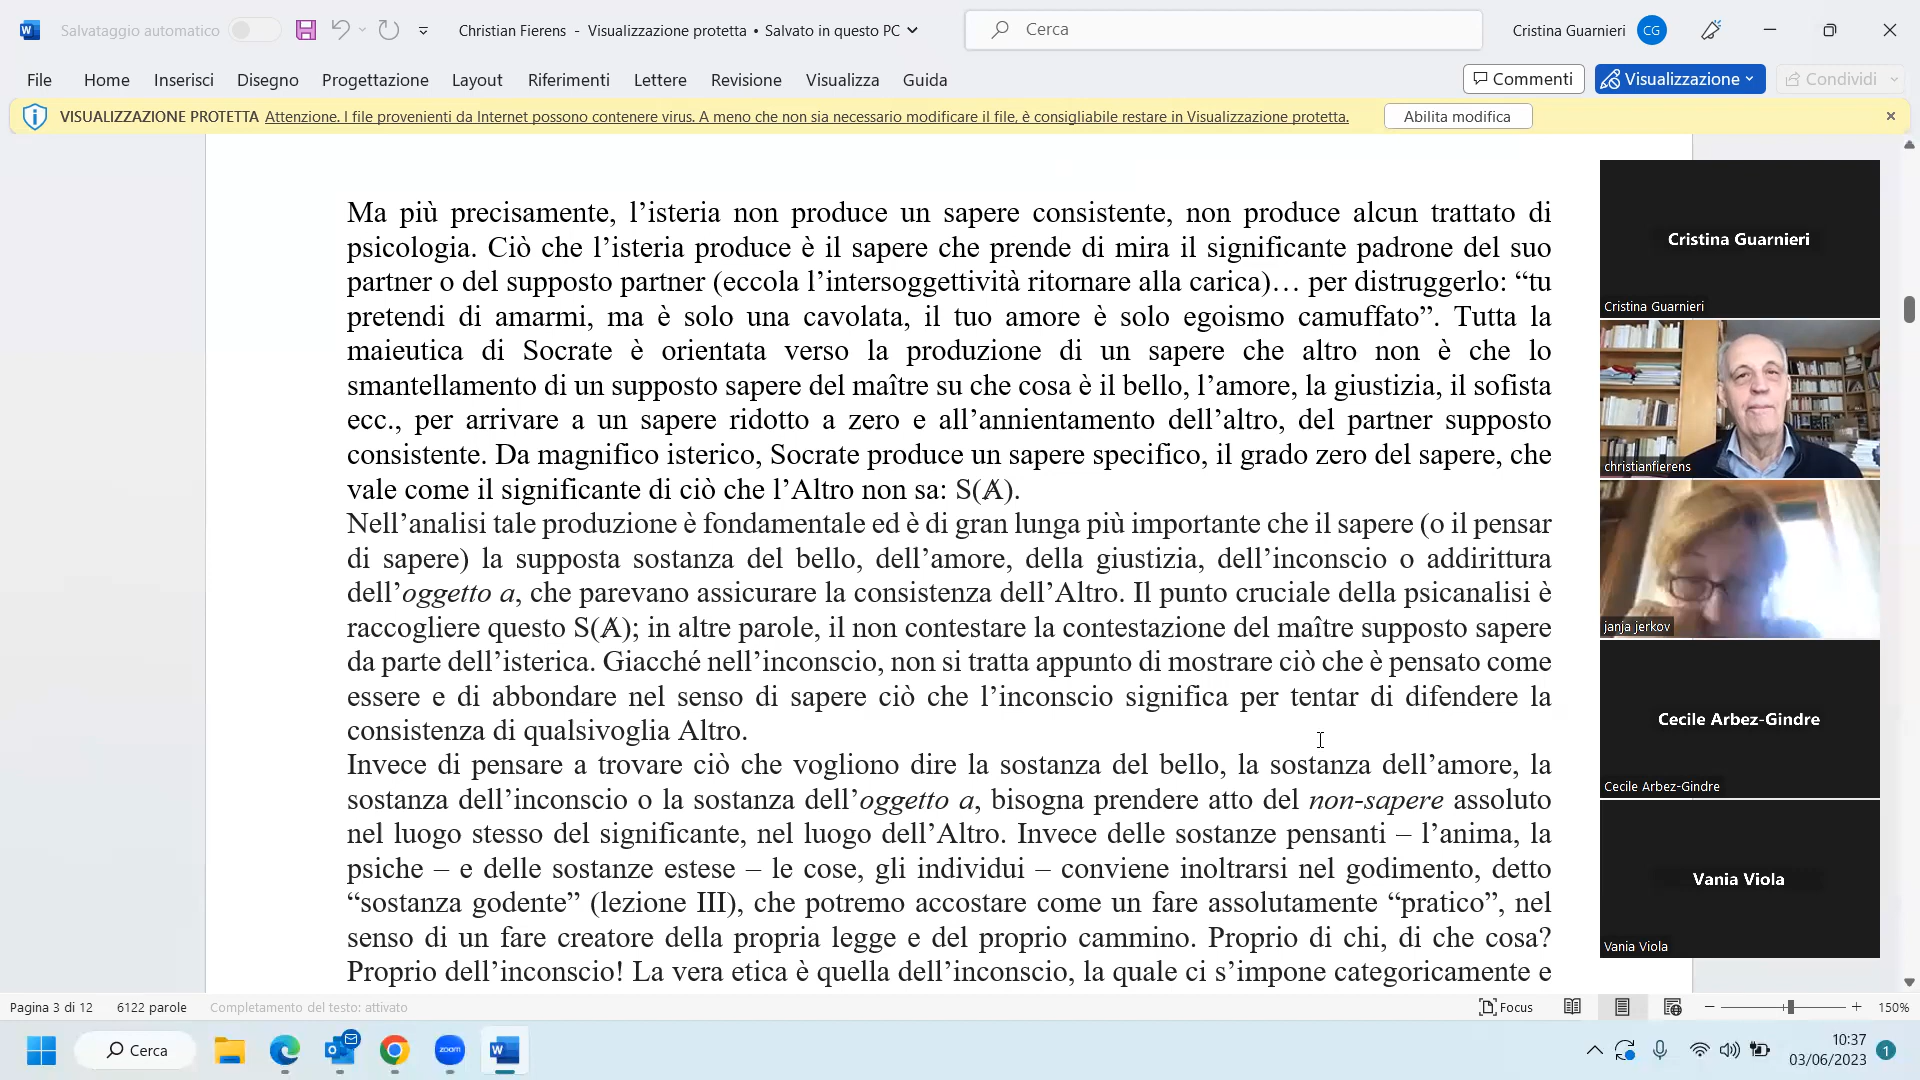 Salvataggio automatico
Christian Fierens - Visualizzazione protetta • Salvato in questo PC
Cerca
Cristina Guarnieri
CG
File Home Inserisci Disegno Progettazione Layout Riferimenti Lettere Revisione Visualizza Guida
Commenti
Visualizzazione
Condividi
VISUALIZZAZIONE PROTETTA Attenzione. I file provenienti da Internet possono contenere virus. A meno che non sia necessario modificare il file, è consigliabile restare in Visualizzazione protetta.
Abilita modifica
Ma più precisamente, l’isteria non produce un sapere consistente, non produce alcun trattato di
psicologia. Ciò che l’isteria produce è il sapere che prende di mira il significante padrone del suo
partner o del supposto partner (eccola l’intersoggettività ritornare alla carica)… per distruggerlo: “tu
pretendi di amarmi, ma è solo una cavolata, il tuo amore è solo egoismo camuffato”. Tutta la
maieutica di Socrate è orientata verso la produzione di un sapere che altro non è che lo
smantellamento di un supposto sapere del maître su che cosa è il bello, l’amore, la giustizia, il sofista
ecc., per arrivare a un sapere ridotto a zero e all’annientamento dell’altro, del partner supposto
consistente. Da magnifico isterico, Socrate produce un sapere specifico, il grado zero del sapere, che
vale come il significante di ciò che l’Altro non sa: S(Ⱥ).
Nell’analisi tale produzione è fondamentale ed è di gran lunga più importante che il sapere (o il pensar
di sapere) la supposta sostanza del bello, dell’amore, della giustizia, dell’inconscio o addirittura
dell’oggetto a, che parevano assicurare la consistenza dell’Altro. Il punto cruciale della psicanalisi è
raccogliere questo S(Ⱥ); in altre parole, il non contestare la contestazione del maître supposto sapere
da parte dell’isterica. Giacché nell’inconscio, non si tratta appunto di mostrare ciò che è pensato come
essere e di abbondare nel senso di sapere ciò che l’inconscio significa per tentar di difendere la
consistenza di qualsivoglia Altro.
Invece di pensare a trovare ciò che vogliono dire la sostanza del bello, la sostanza dell’amore, la
sostanza dell’inconscio o la sostanza dell’oggetto a, bisogna prendere atto del non-sapere assoluto
nel luogo stesso del significante, nel luogo dell’Altro. Invece delle sostanze pensanti – l’anima, la
psiche – e delle sostanze estese – le cose, gli individui – conviene inoltrarsi nel godimento, detto
“sostanza godente” (lezione III), che potremo accostare come un fare assolutamente “pratico”, nel
senso di un fare creatore della propria legge e del proprio cammino. Proprio di chi, di che cosa?
Proprio dell’inconscio! La vera etica è quella dell’inconscio, la quale ci s’impone categoricamente e
Cristina Guarnieri
Cristina Guarnieri
christianfierens
janja jerkov
Cecile Arbez-Gindre
Cecile Arbez-Gindre
Vania Viola
Vania Viola
Pagina 3 di 12 6122 parole Completamento del testo: attivato
Focus
150%
Cerca
zoom
10:37
03/06/2023
1